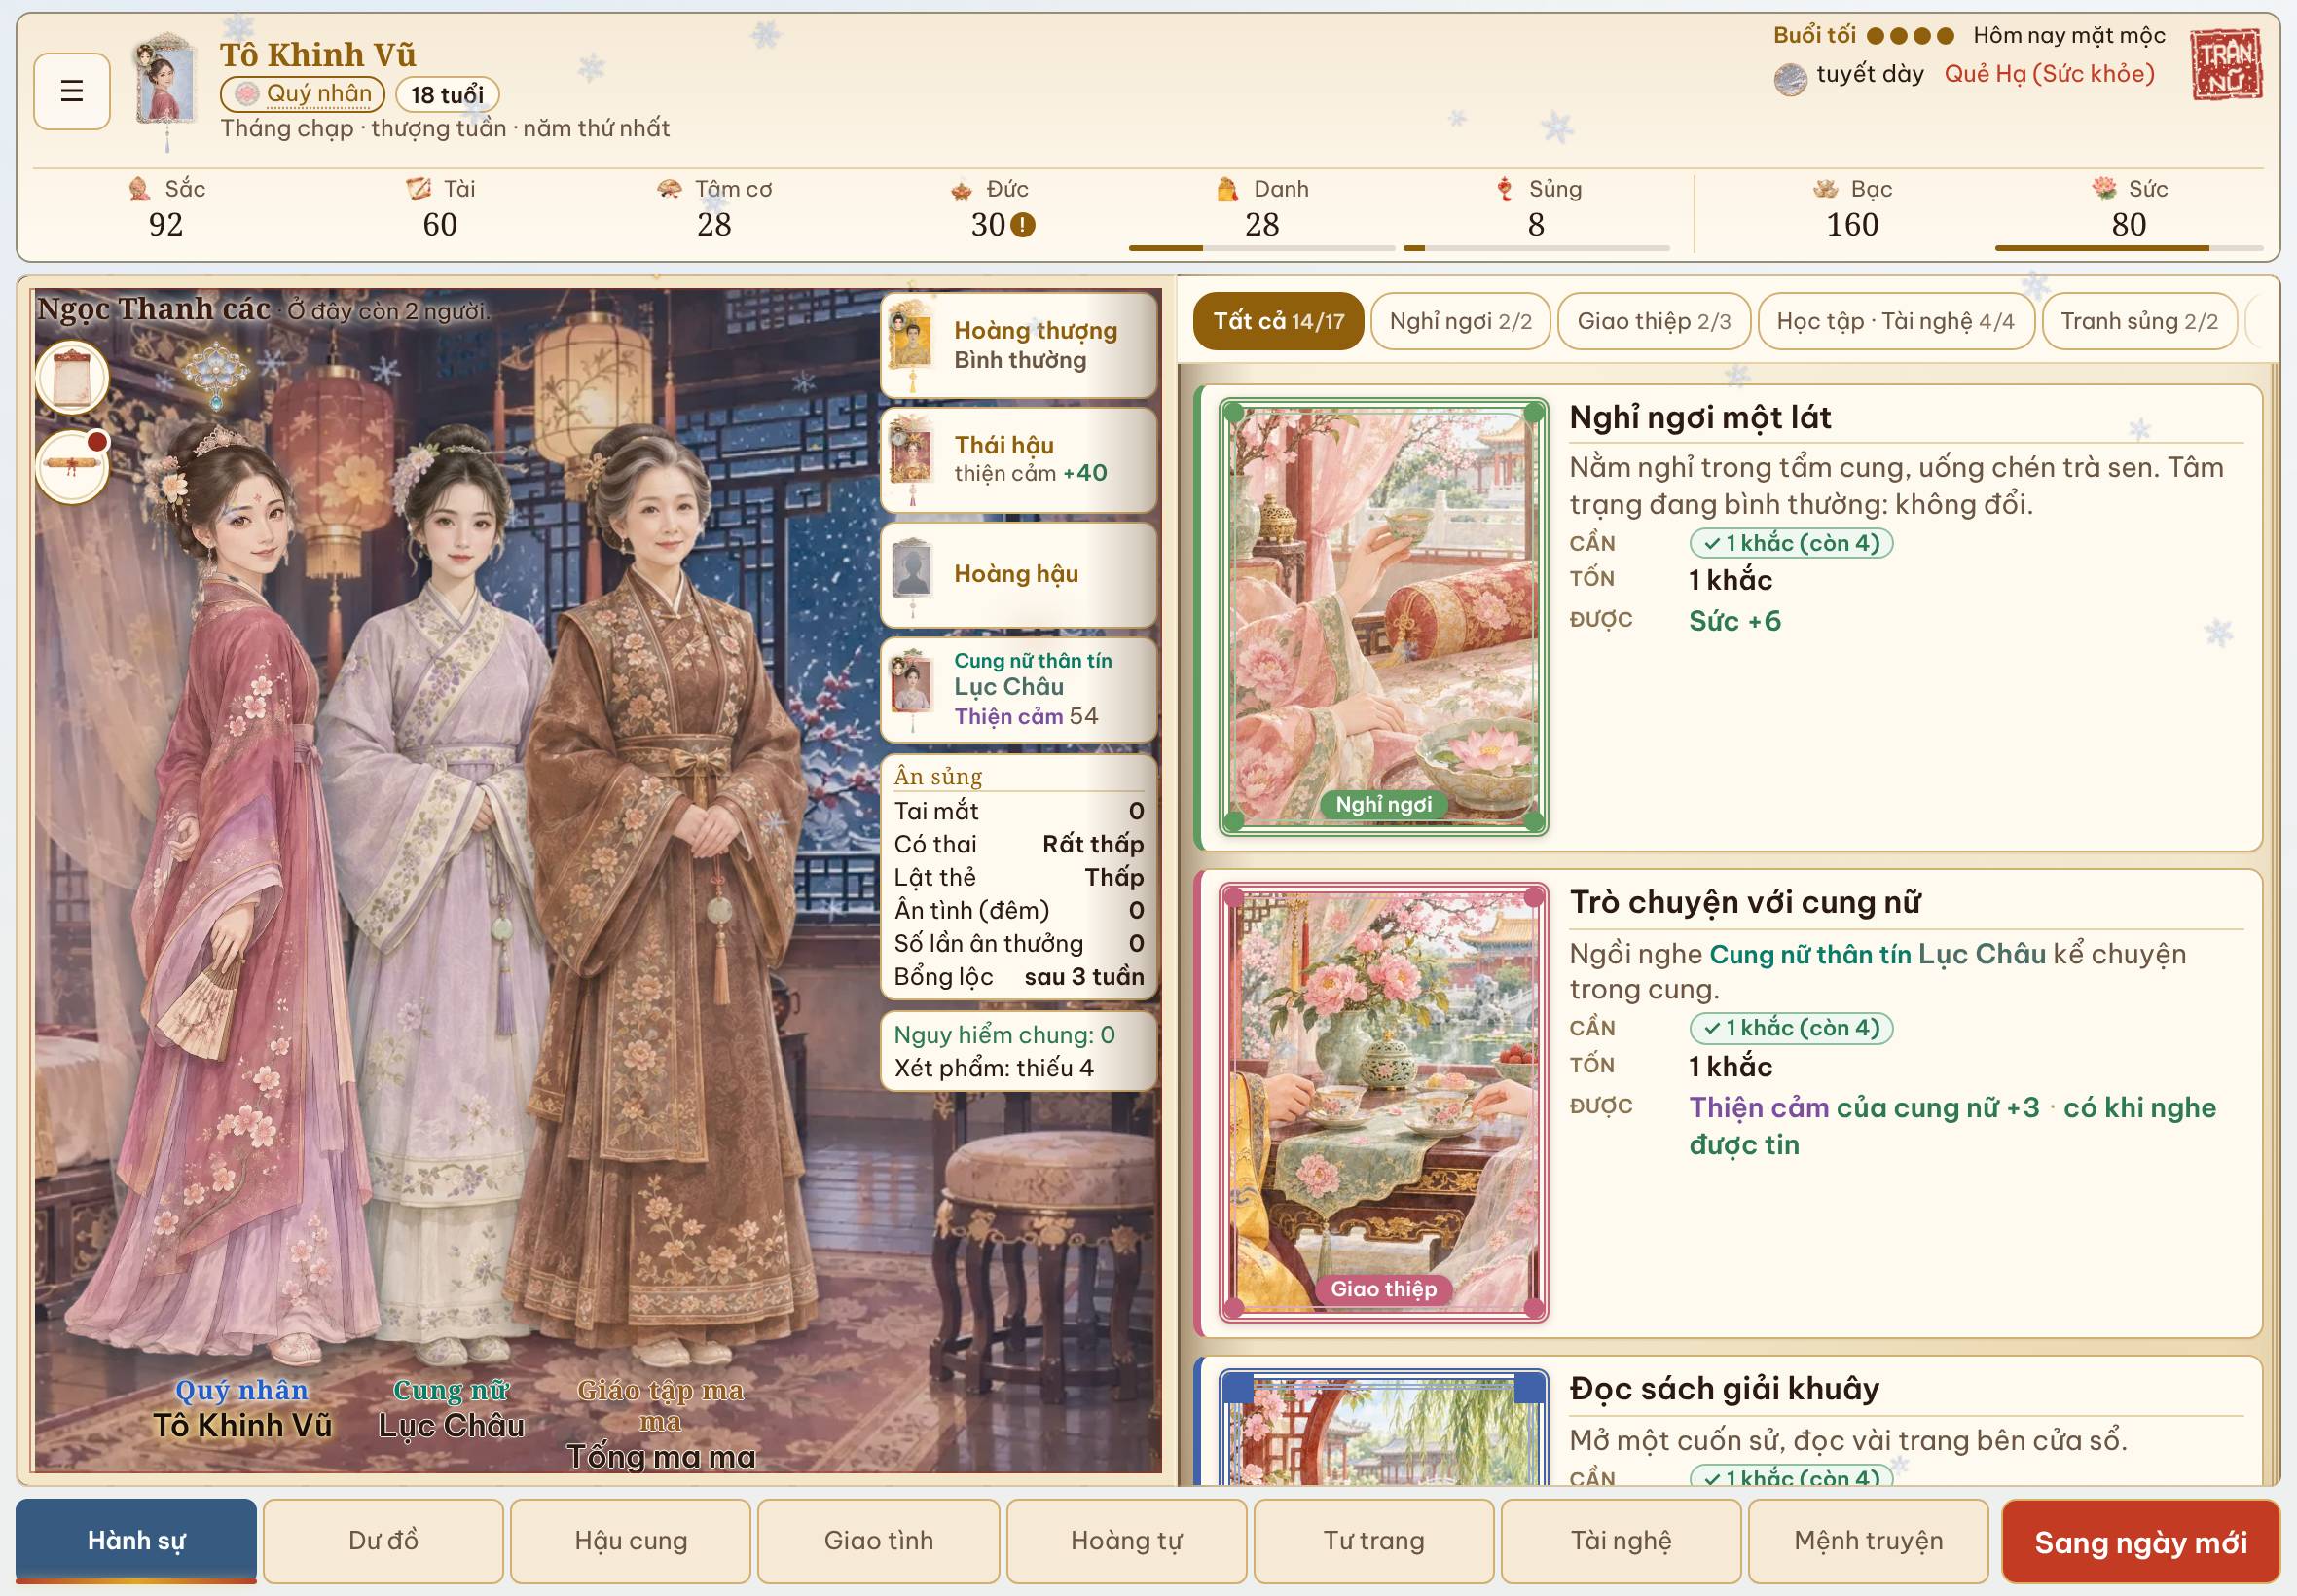 ☰
Tô Khinh Vũ
Quý nhân
18 tuổi
Tháng chạp · thượng tuần · năm thứ nhất
Buổi tối
Hôm nay mặt mộc
tuyết dày
Quẻ Hạ (Sức khỏe)
TRÂN NỮ
Sắc
92
Tài
60
Tâm cơ
28
Đức
30 !
Danh
28
Sủng
8
Bạc
160
Sức
80
Ngọc Thanh các · Ở đây còn 2 người.
Hoàng thượng
Bình thường
Thái hậu
thiện cảm +40
Hoàng hậu
Cung nữ thân tín
Lục Châu
Thiện cảm 54
Ân sủng
Tai mắt 0
Có thai Rất thấp
Lật thẻ Thấp
Ân tình (đêm) 0
Số lần ân thưởng 0
Bổng lộc sau 3 tuần
Nguy hiểm chung: 0
Xét phẩm: thiếu 4
Quý nhân
Tô Khinh Vũ
Cung nữ
Lục Châu
Giáo tập ma
ma
Tống ma ma
Tất cả 14/17
Nghỉ ngơi 2/2
Giao thiệp 2/3
Học tập · Tài nghệ 4/4
Tranh sủng 2/2
Nghỉ ngơi
Nghỉ ngơi một lát
Nằm nghỉ trong tẩm cung, uống chén trà sen. Tâm
trạng đang bình thường: không đổi.
CẦN ✓ 1 khắc (còn 4)
TỐN 1 khắc
ĐƯỢC Sức +6
Giao thiệp
Trò chuyện với cung nữ
Ngồi nghe Cung nữ thân tín Lục Châu kể chuyện
trong cung.
CẦN ✓ 1 khắc (còn 4)
TỐN 1 khắc
ĐƯỢC Thiện cảm của cung nữ +3 · có khi nghe
được tin
Đọc sách giải khuây
Mở một cuốn sử, đọc vài trang bên cửa sổ.
CẦN ✓ 1 khắc (còn 4)
Hành sự
Dư đồ
Hậu cung
Giao tình
Hoàng tự
Tư trang
Tài nghệ
Mệnh truyện
Sang ngày mới